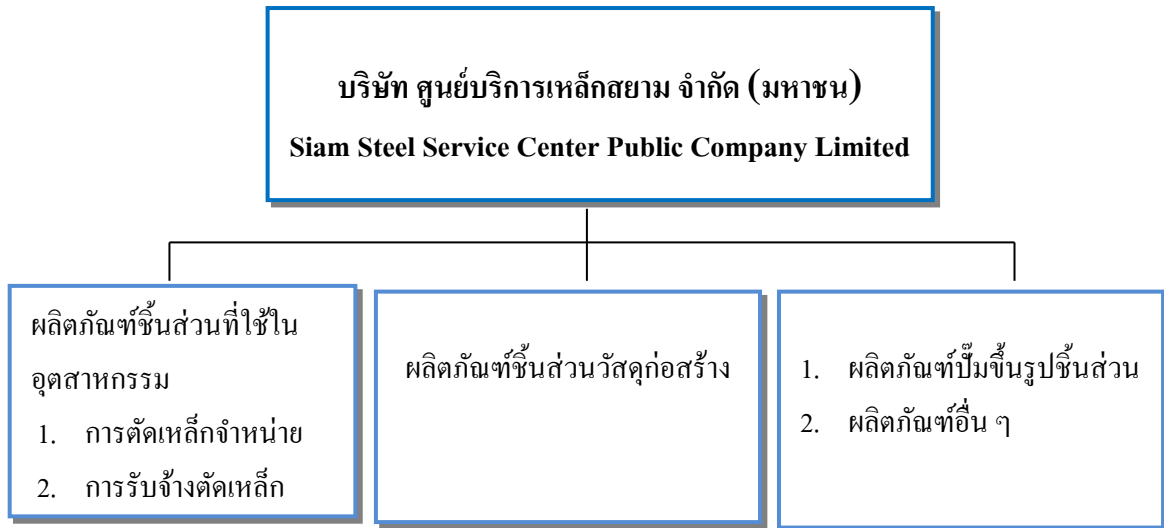 บริษัท ศูนย์บริการเหล็กสยาม จำกัด (มหาชน)
Siam Steel Service Center Public Company Limited
ผลิตภัณฑ์ชิ้นส่วนที่ใช้ใน
อุตสาหกรรม
1. การตัดเหล็กจำหน่าย
2. การรับจ้างตัดเหล็ก
ผลิตภัณฑ์ชิ้นส่วนวัสดุก่อสร้าง
1. ผลิตภัณฑ์ปั๊มขึ้นรูปชิ้นส่วน
2. ผลิตภัณฑ์อื่น ๆ